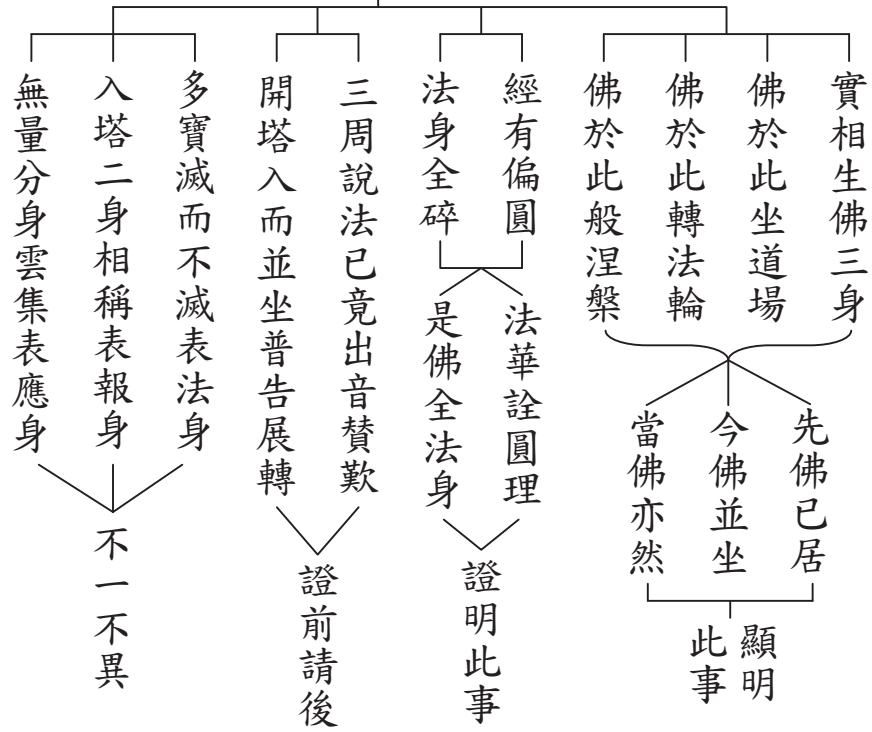 實相生佛三身
佛於此坐道場
佛於此轉法輪
佛於此般涅槃
先佛已居
今佛並坐
當佛亦然
顯明
此事
經有偏圓
法身全碎
法華詮圓理
是佛全法身
證明此事
三周說法已竟出音贊歎
開塔入而並坐普告展轉
證前請後
多寶滅而不滅表法身
入塔二身相稱表報身
無量分身雲集表應身
不一不異